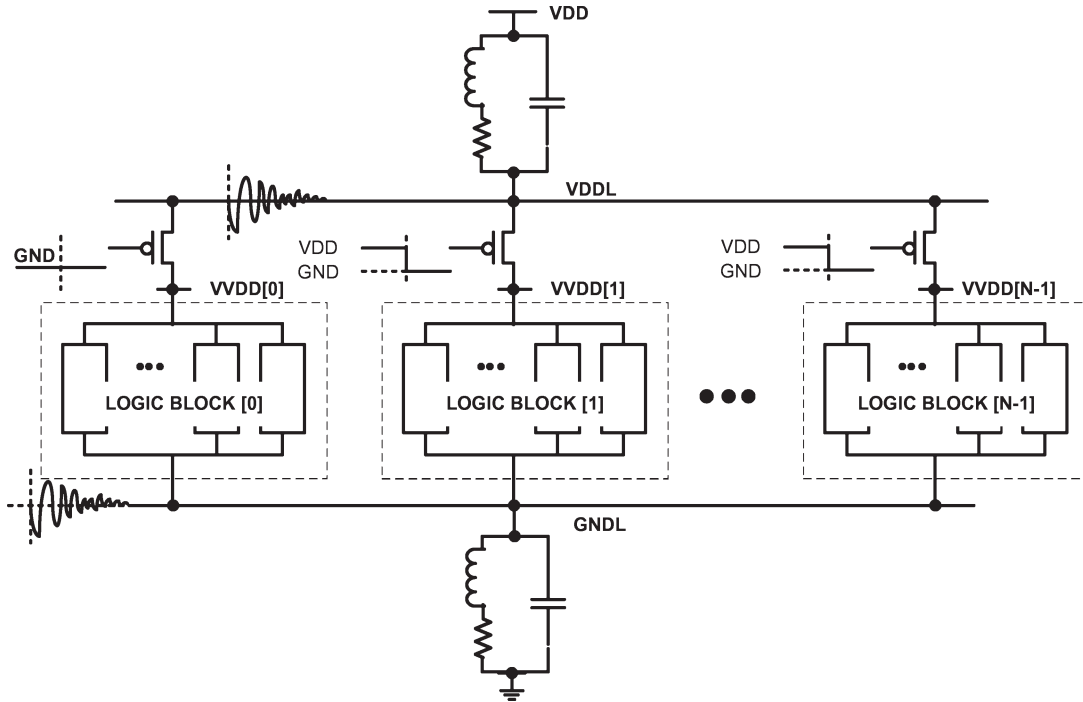 VDD
VDDL
GND
VDD
GND
VDD
GND
VVDD[0]
VVDD[1]
VVDD[N-1]
LOGIC BLOCK [0]
LOGIC BLOCK [1]
LOGIC BLOCK [N-1]
GNDL